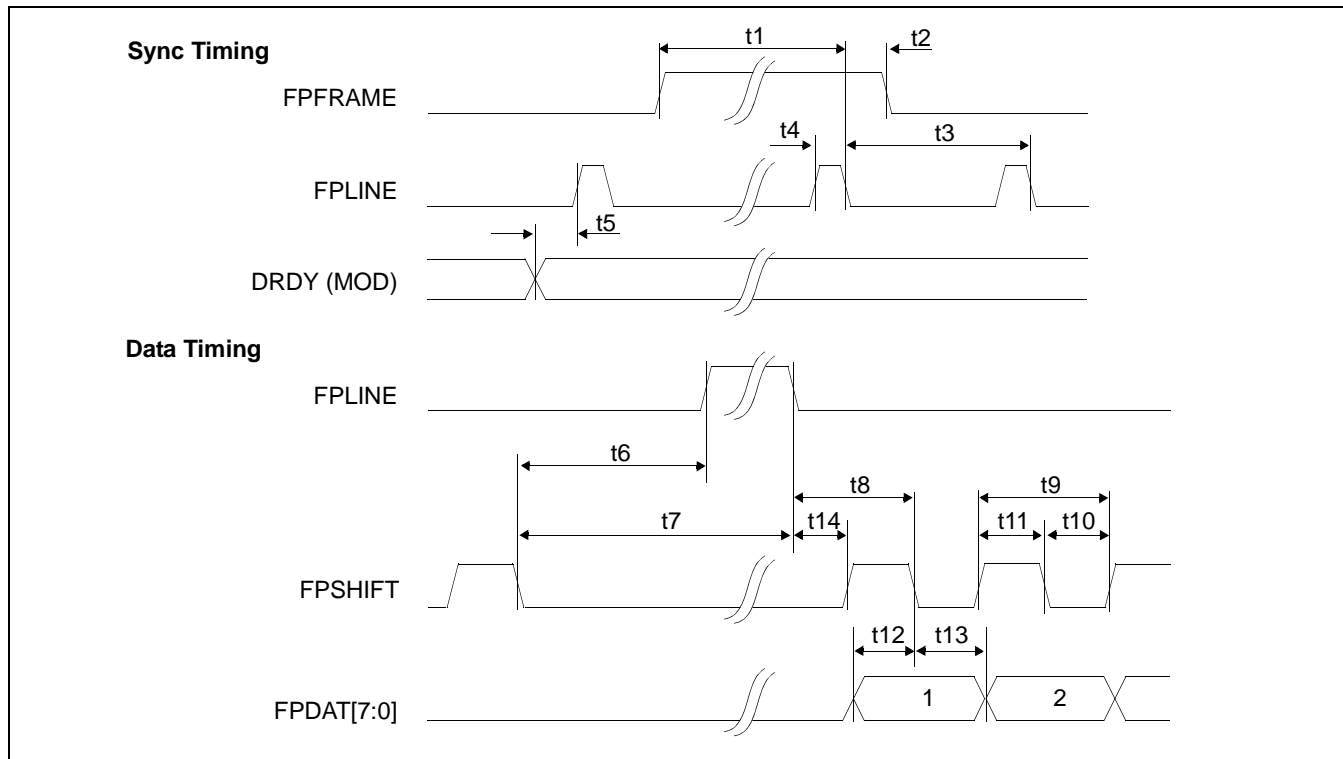 Sync Timing
t1
t2
FPFRAME
t4
t3
FPLINE
t5
DRDY (MOD)
Data Timing
FPLINE
t6
t8
t9
t7
t14
t11
t10
FPSHIFT
t12
t13
FPDAT[7:0]
1
2